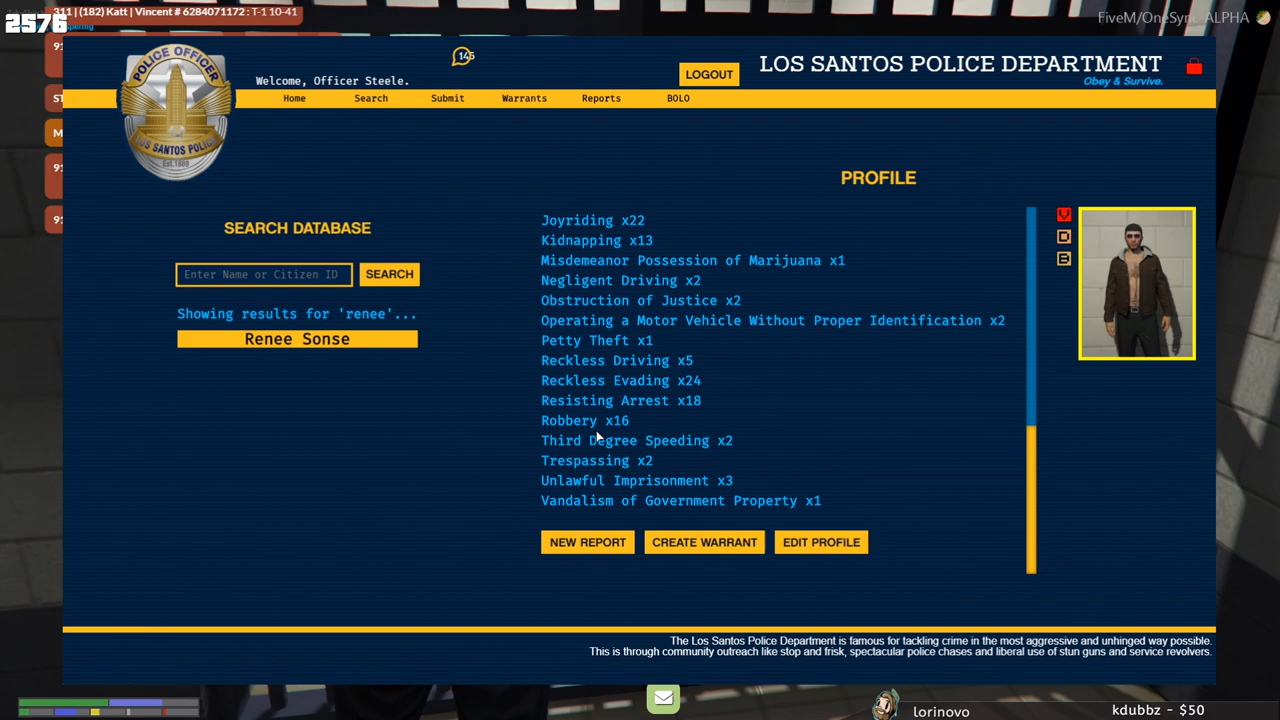 311 | (182) Katt | Vincent # 6284071172 : T-1 10-41
2576
FiveM/OneSync ALPHA
POLICE OFFICER
LOS SANTOS POLICE
145
Welcome, Officer Steele.
LOGOUT
LOS SANTOS POLICE DEPARTMENT
Obey & Survive.
Home Search Submit Warrants Reports BOLO
PROFILE
SEARCH DATABASE
Enter Name or Citizen ID
SEARCH
Showing results for 'renee'...
Renee Sonse
Joyriding x22
Kidnapping x13
Misdemeanor Possession of Marijuana x1
Negligent Driving x2
Obstruction of Justice x2
Operating a Motor Vehicle Without Proper Identification x2
Petty Theft x1
Reckless Driving x5
Reckless Evading x24
Resisting Arrest x18
Robbery x16
Third Degree Speeding x2
Trespassing x2
Unlawful Imprisonment x3
Vandalism of Government Property x1
V
D
B
NEW REPORT
CREATE WARRANT
EDIT PROFILE
The Los Santos Police Department is famous for tackling crime in the most aggressive and unhinged way possible.
This is through community outreach like stop and frisk, spectacular police chases and liberal use of stun guns and service revolvers.
lorinovo
kdubbz - $50